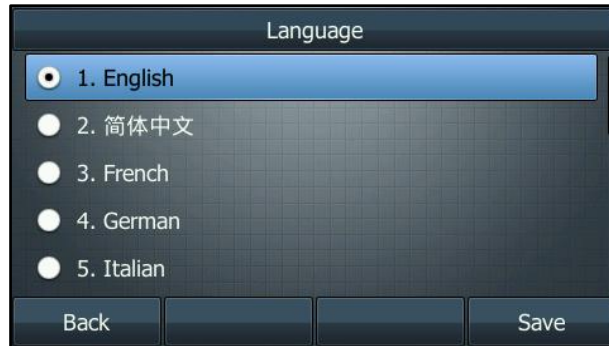 Language
1. English
2. 简体中文
3. French
4. German
5. Italian
Back Save